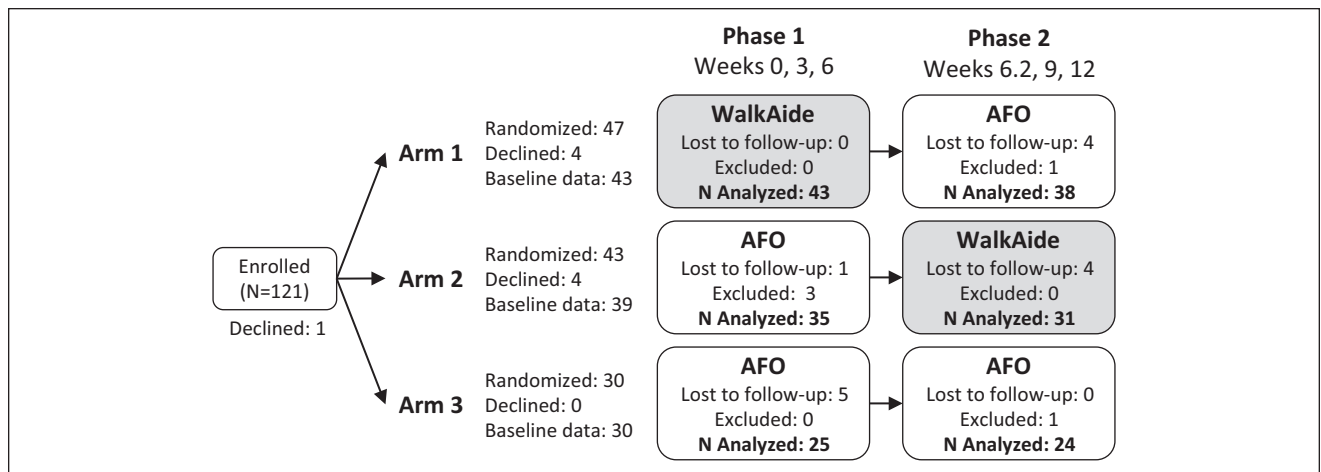 Phase 1
Weeks 0, 3, 6
Phase 2
Weeks 6.2, 9, 12
Enrolled
(N=121)
Declined: 1
Arm 1
Randomized: 47
Declined: 4
Baseline data: 43
WalkAide
Lost to follow-up: 0
Excluded: 0
N Analyzed: 43
AFO
Lost to follow-up: 4
Excluded: 1
N Analyzed: 38
Arm 2
Randomized: 43
Declined: 4
Baseline data: 39
AFO
Lost to follow-up: 1
Excluded: 3
N Analyzed: 35
WalkAide
Lost to follow-up: 4
Excluded: 0
N Analyzed: 31
Arm 3
Randomized: 30
Declined: 0
Baseline data: 30
AFO
Lost to follow-up: 5
Excluded: 0
N Analyzed: 25
AFO
Lost to follow-up: 0
Excluded: 1
N Analyzed: 24